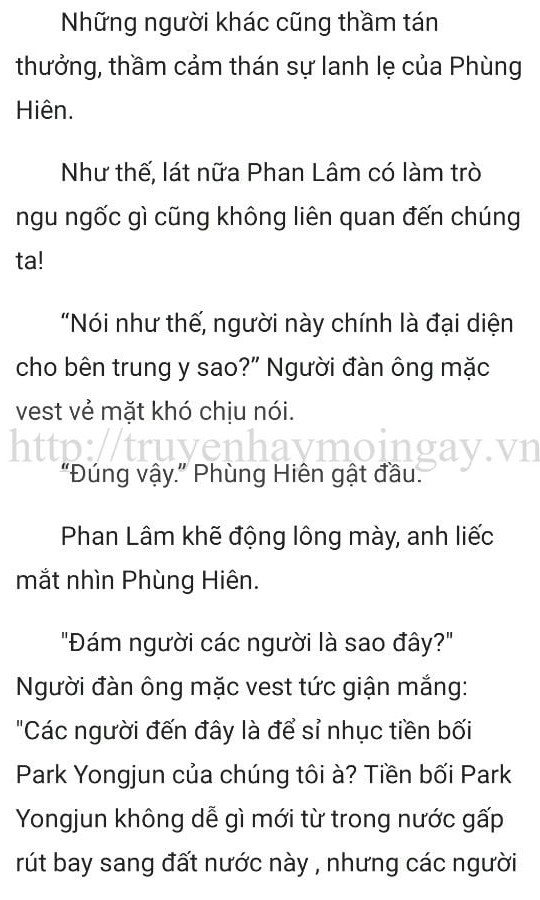 Những người khác cũng thầm tán
thưởng, thầm cảm thán sự lanh lẹ của Phùng
Hiên.
Như thế, lát nữa Phan Lâm có làm trò
ngu ngốc gì cũng không liên quan đến chúng
ta!
“Nói như thế, người này chính là đại diện
cho bên trung y sao?” Người đàn ông mặc
vest vẻ mặt khó chịu nói.
http://truyenhaymoingay.vn
“Đúng vậy.” Phùng Hiên gật đầu.
Phan Lâm khẽ động lông mày, anh liếc
mắt nhìn Phùng Hiên.
"Đám người các người là sao đây?"
Người đàn ông mặc vest tức giận mắng:
"Các người đến đây là để sỉ nhục tiền bối
Park Yongjun của chúng tôi à? Tiền bối Park
Yongjun không dễ gì mới từ trong nước gấp
rút bay sang đất nước này , nhưng các người